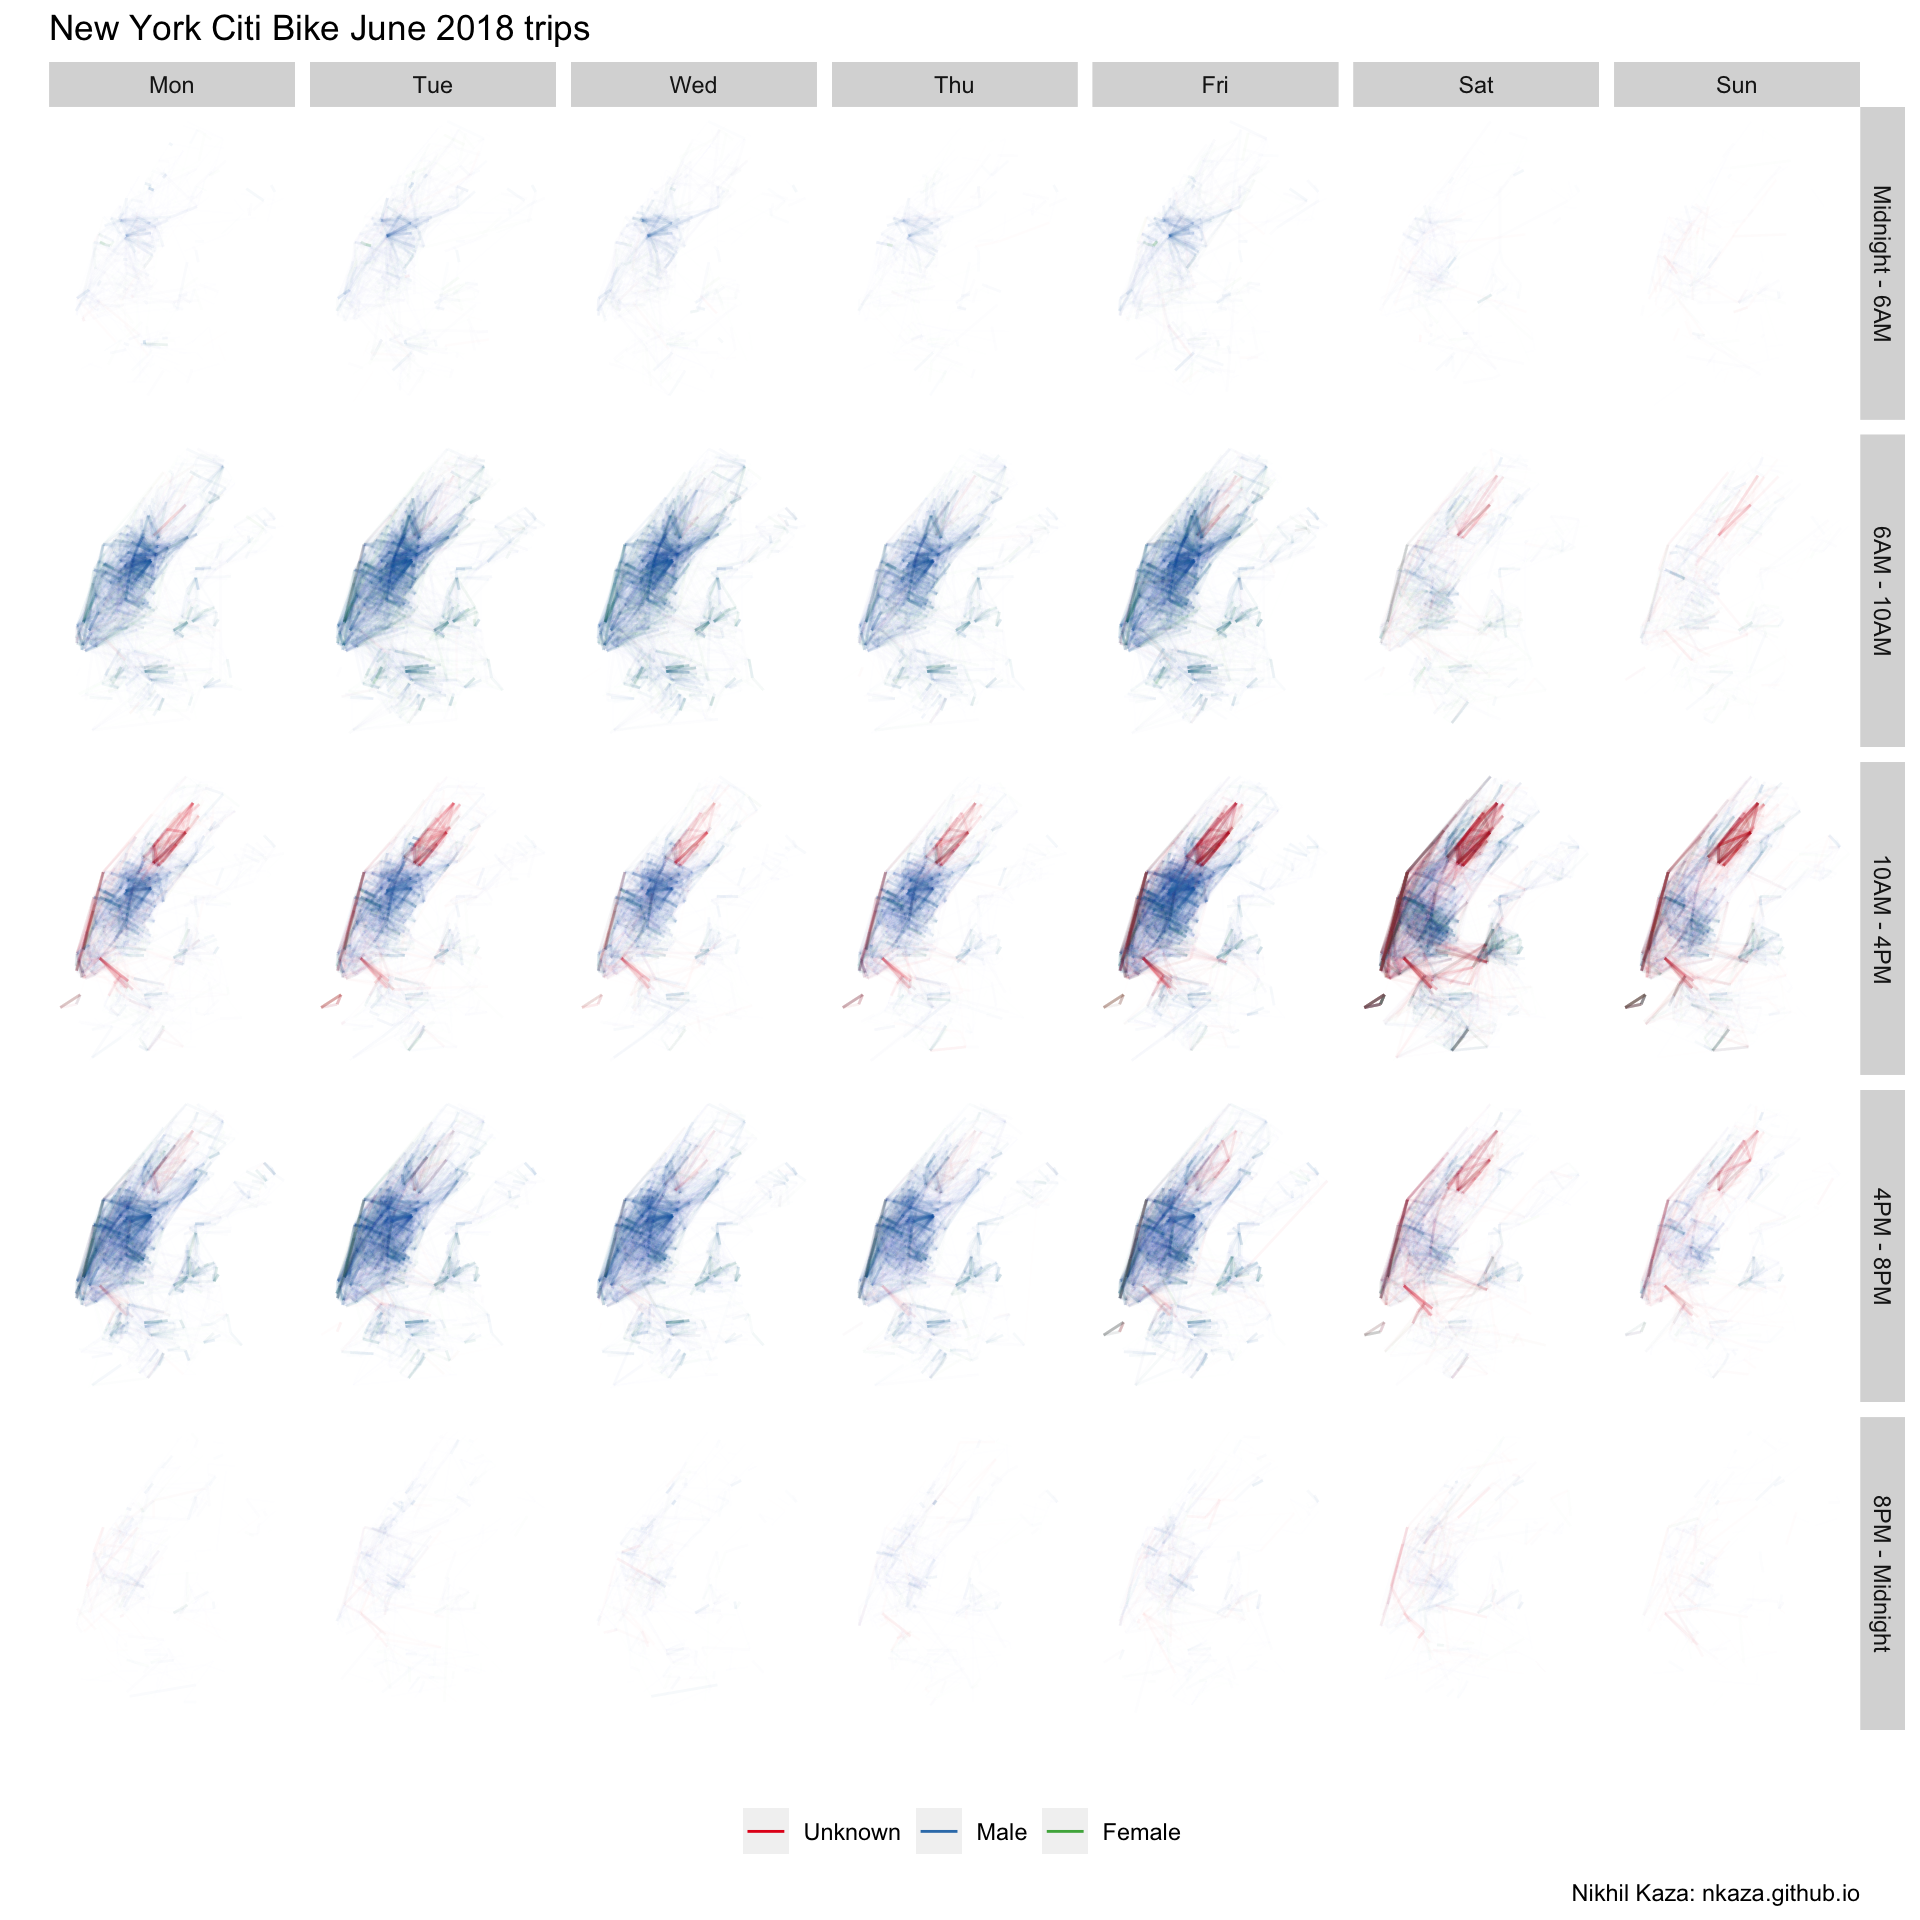 New York Citi Bike June 2018 trips
Mon Tue Wed Thu Fri Sat Sun
Midnight - 6AM
6AM - 10AM
10AM - 4PM
4PM - 8PM
8PM - Midnight
Unknown Male Female
Nikhil Kaza: nkaza.github.io